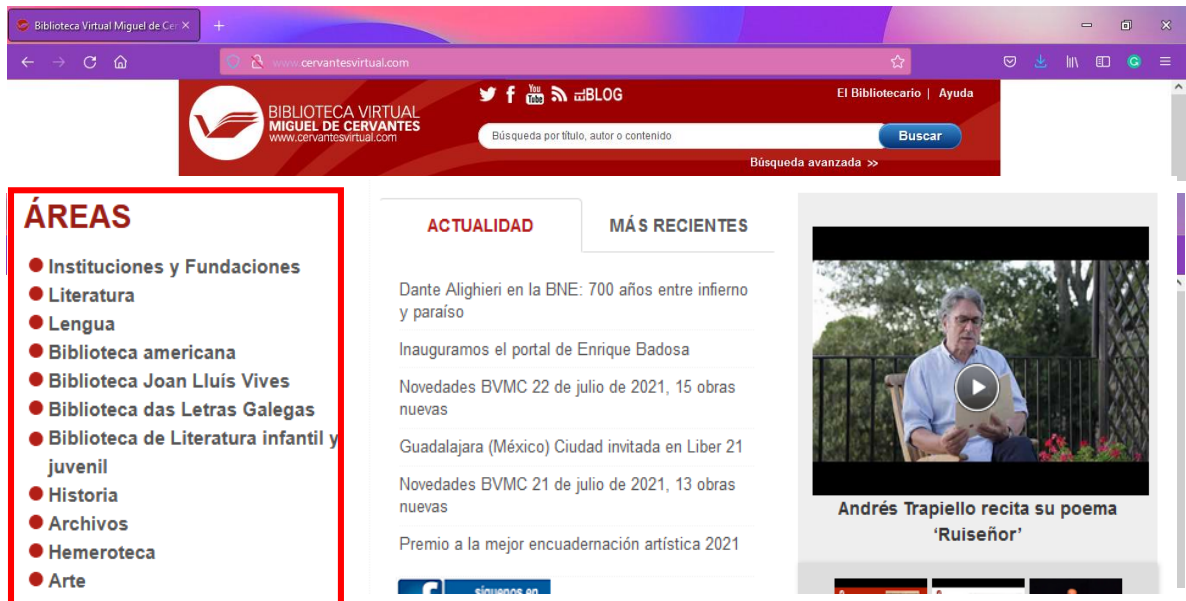 Biblioteca Virtual Miguel de Cer
www.cervantesvirtual.com
BIBLIOTECA VIRTUAL
MIGUEL DE CERVANTES
www.cervantesvirtual.com
You
Tube
BLOG
El Bibliotecario | Ayuda
Búsqueda por título, autor o contenido
Buscar
Búsqueda avanzada >>
ÁREAS
Instituciones y Fundaciones
Literatura
Lengua
Biblioteca americana
Biblioteca Joan Lluís Vives
Biblioteca das Letras Galegas
Biblioteca de Literatura infantil y
juvenil
Historia
Archivos
Hemeroteca
Arte
ACTUALIDAD
MÁS RECIENTES
Dante Alighieri en la BNE: 700 años entre infierno
y paraíso
Inauguramos el portal de Enrique Badosa
Novedades BVMC 22 de julio de 2021, 15 obras
nuevas
Guadalajara (México) Ciudad invitada en Liber 21
Novedades BVMC 21 de julio de 2021, 13 obras
nuevas
Premio a la mejor encuadernación artística 2021
síguenos en
Andrés Trapiello recita su poema
‘Ruiseñor’